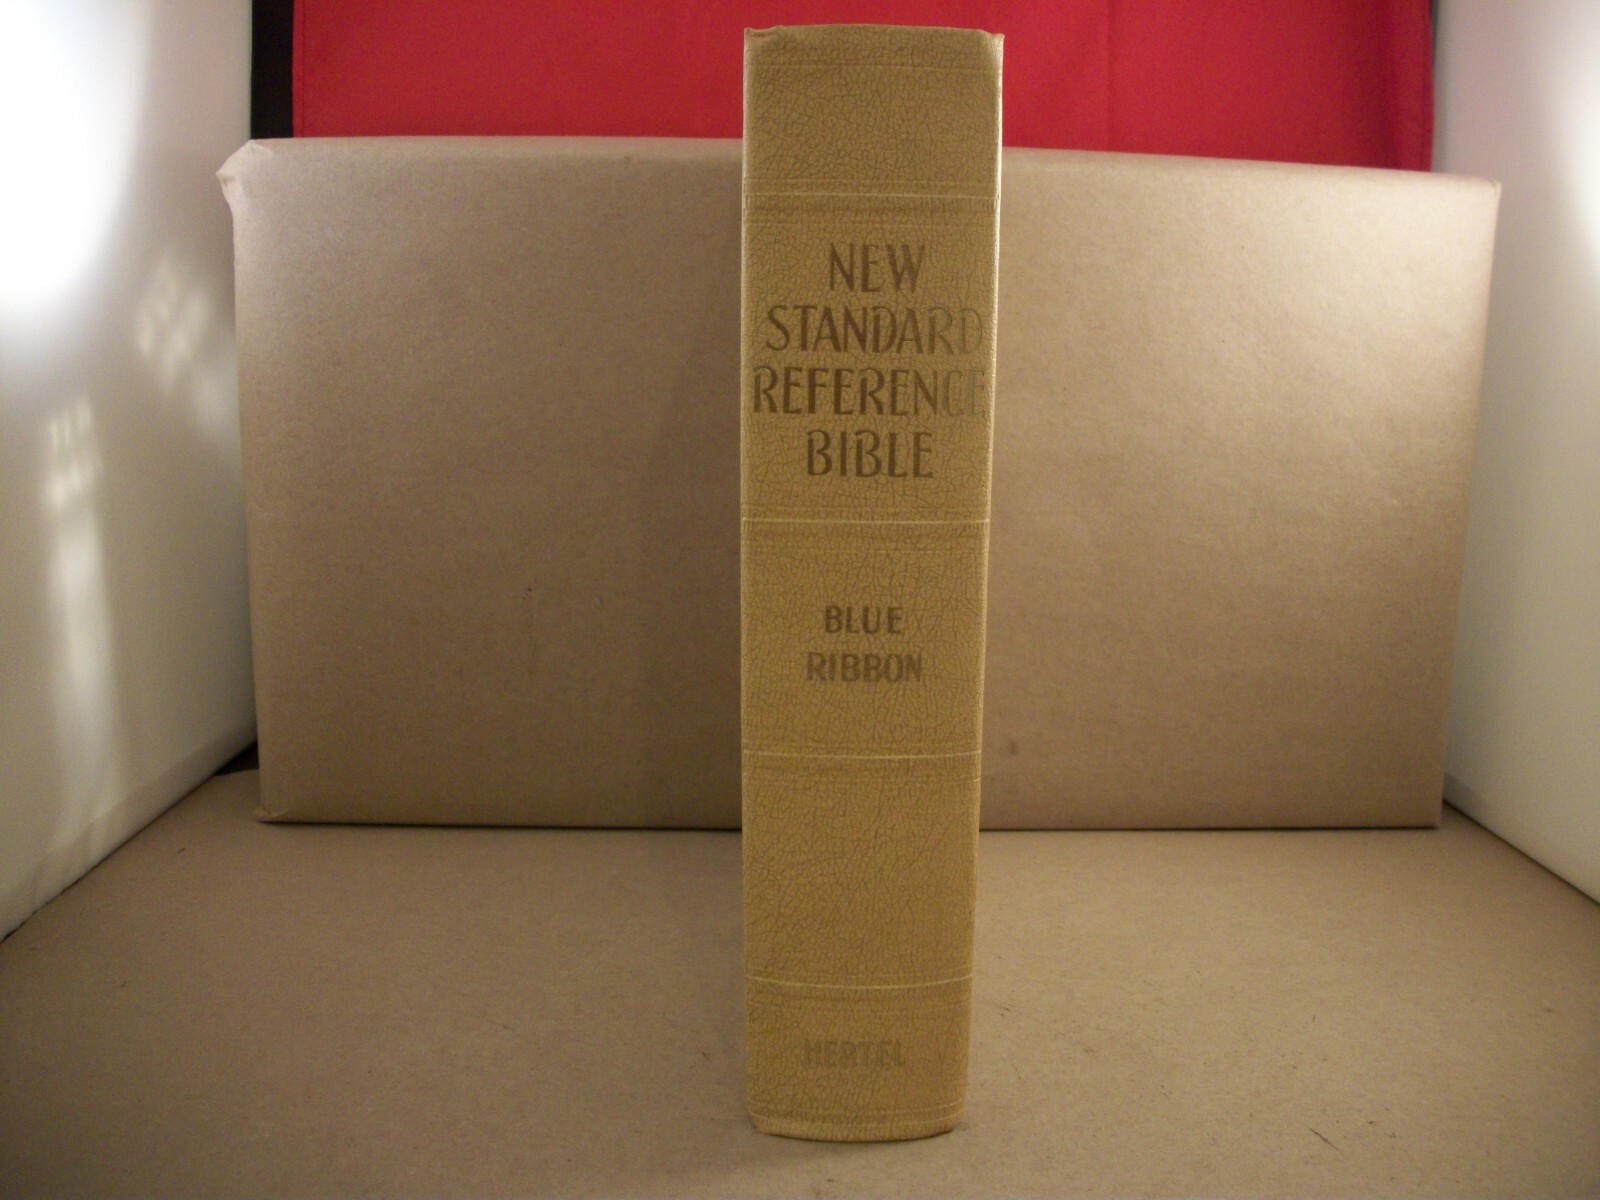 NEW
STANDARD
REFERENCE
BIBLE
BLUE
RIBBON
HERTEL